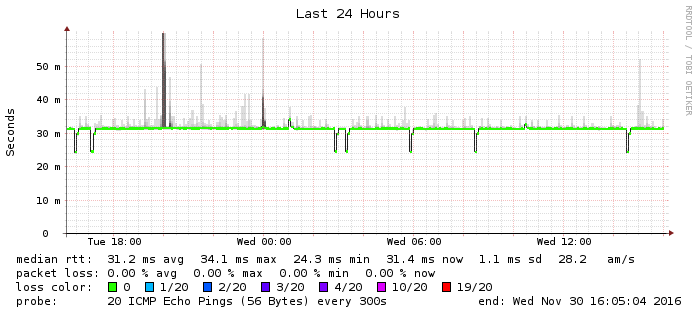 Last 24 Hours
RRDTOOL / TOBI OETIKER
Seconds
50 m
40 m
30 m
20 m
10 m
0
Tue 18:00 Wed 00:00 Wed 06:00 Wed 12:00
median rtt: 31.2 ms avg 34.1 ms max 24.3 ms min 31.4 ms now 1.1 ms sd 28.2 am/s
packet loss: 0.00 % avg 0.00 % max 0.00 % min 0.00 % now
loss color: 0 1/20 2/20 3/20 4/20 10/20 19/20
probe: 20 ICMP Echo Pings (56 Bytes) every 300s end: Wed Nov 30 16:05:04 2016